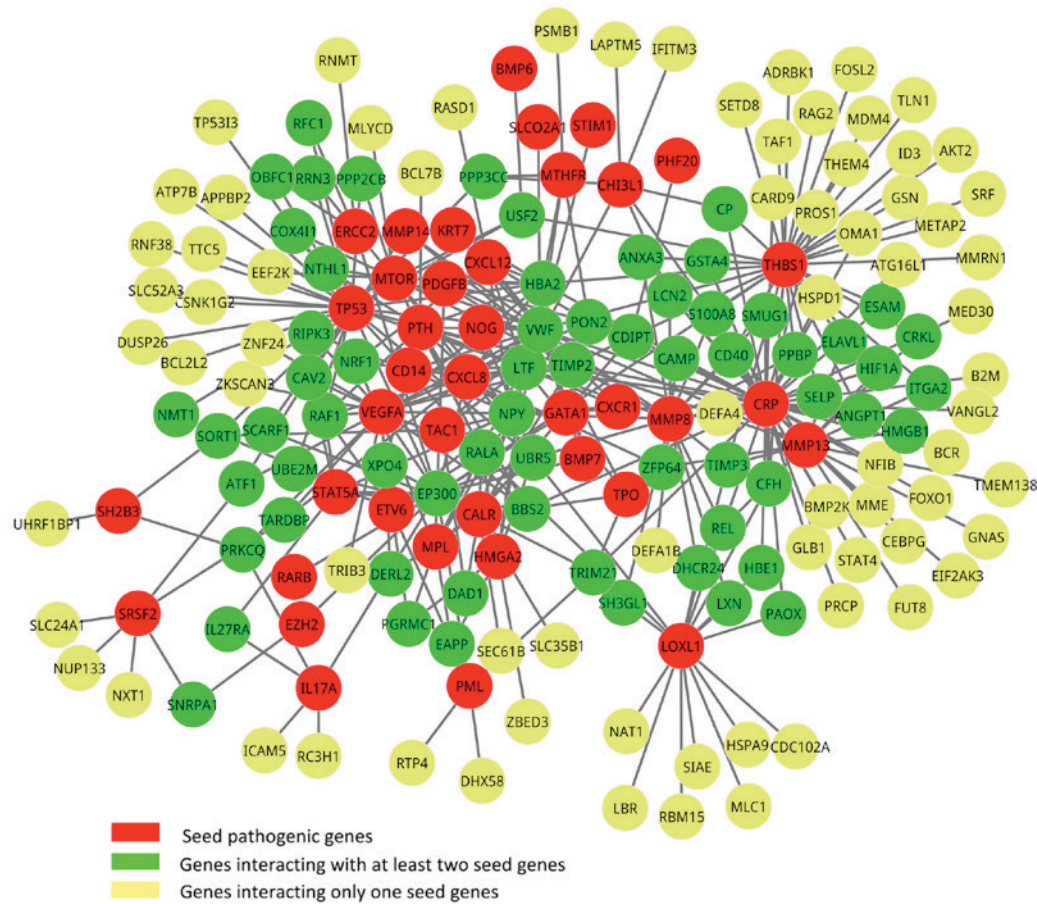 PSMB1
LAPTM5
IFITM3
RNMT
BMP6
ADRBK1
FOSL2
SETD8
RAG2
TLN1
TP53I3
RFC1
MLYCD
RASD1
SLCO2A1
STIM1
TAF1
MDM4
PHF20
THEM4
ID3
AKT2
OBFC1
RRN3
PPP2CB
BCL7B
PPP3CC
MTHFR
CHI3L1
ATP7B
APPBP2
CARD9
PROS1
GSN
SRF
COX4I1
ERCC2
MMP14
KRT7
USF2
CP
OMA1
METAP2
RNF38
TTC5
EEF2K
NTHL1
MTOR
CXCL12
ANXA3
GSTA4
THBS1
ATG16L1
MMRN1
SLC52A3
CSNK1G2
TP53
PDGFB
HBA2
LCN2
HSPD1
DUSP26
BCL2L2
ZNF24
RIPK3
PTH
NOG
VWF
PON2
CDIPT
S100A8
SMUG1
ESAM
MED30
NRF1
CD14
CXCL8
LTF
TIMP2
CAMP
CD40
PPBP
ELAVL1
CRKL
HIF1A
ZKSCAN3
CAV2
ITGA2
B2M
NMT1
SORT1
SCARF1
RAF1
VEGFA
TAC1
NPY
GATA1
CXCR1
MMP8
DEFA4
CRP
SELP
ANGPT1
HMGB1
VANGL2
MMP13
UBE2M
XPO4
RALA
UBR5
BMP7
ZFP64
TIMP3
CFH
NFIB
BCR
TMEM138
ATF1
STAT5A
EP300
TPO
BMP2K
MME
FOXO1
UHRF1BP1
SH2B3
TARDBP
ETV6
CALR
BBS2
REL
GNAS
PRKCQ
MPL
HMGA2
DEFA1B
GLB1
STAT4
CEBPG
EIF2AK3
RARB
TRIB3
DERL2
DAD1
TRIM21
DHCR24
HBE1
PRCP
FUT8
SLC24A1
SRSF2
IL27RA
EZH2
PGRMC1
EAPP
SH3GL1
LXN
PAOX
SEC61B
SLC35B1
LOXL1
NUP133
NXT1
SNRPA1
IL17A
PML
ZBED3
ICAM5
RC3H1
NAT1
HSPA9
CDC102A
RTP4
DHX58
SIAE
LBR
RBM15
MLC1
Seed pathogenic genes
Genes interacting with at least two seed genes
Genes interacting only one seed genes